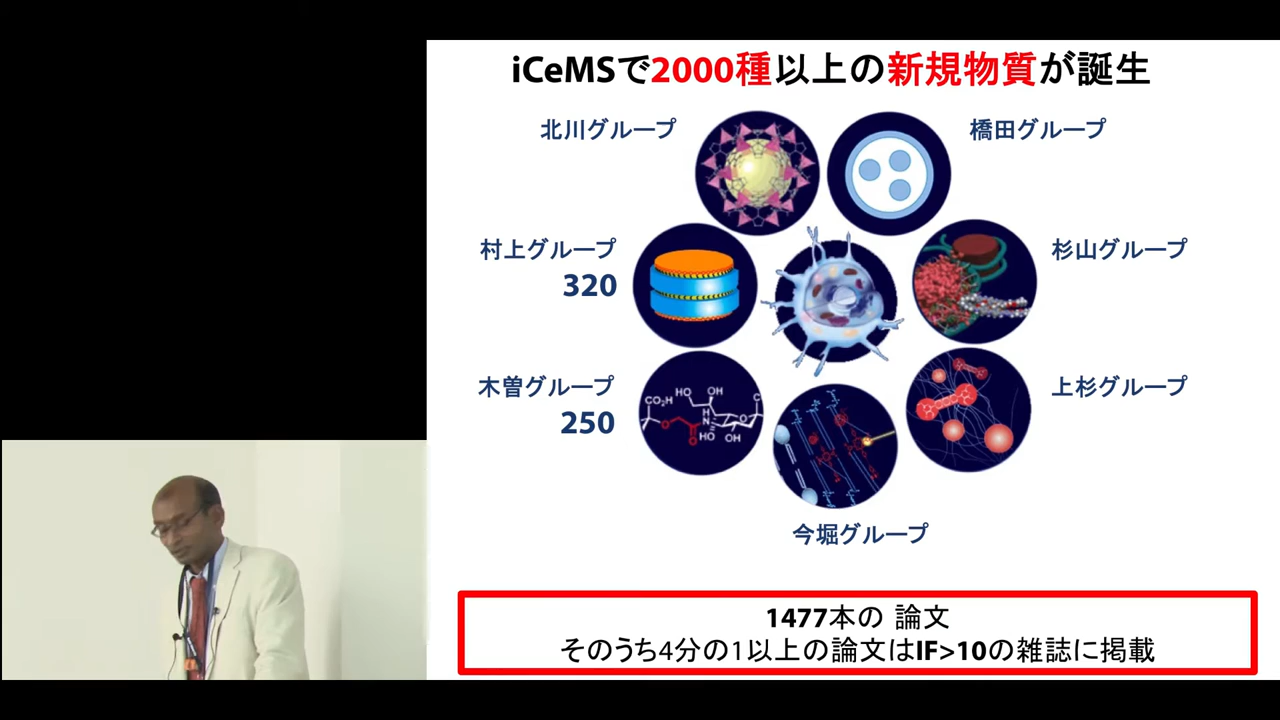 iCeMSで2000種以上の新規物質が誕生
北川グループ
橋田グループ
村上グループ
320
杉山グループ
木曽グループ
250
上杉グループ
CO₂H
HO
OH
H
N
O
O
O
HO
OH
今堀グループ
1477本の 論文
そのうち4分の1以上の論文はIF>10の雑誌に掲載